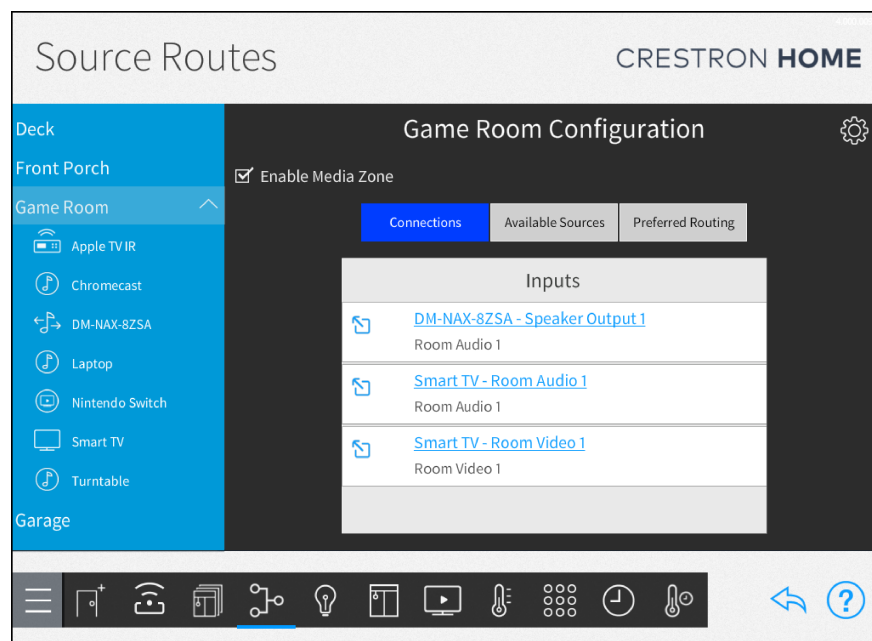 Source Routes
CRESTRON HOME
Deck
Front Porch
Game Room
Apple TV IR
Chromecast
DM-NAX-8ZSA
Laptop
Nintendo Switch
Smart TV
Turntable
Garage
Game Room Configuration
Enable Media Zone
Connections
Available Sources
Preferred Routing
Inputs
DM-NAX-8ZSA - Speaker Output 1
Room Audio 1
Smart TV - Room Audio 1
Room Audio 1
Smart TV - Room Video 1
Room Video 1
?